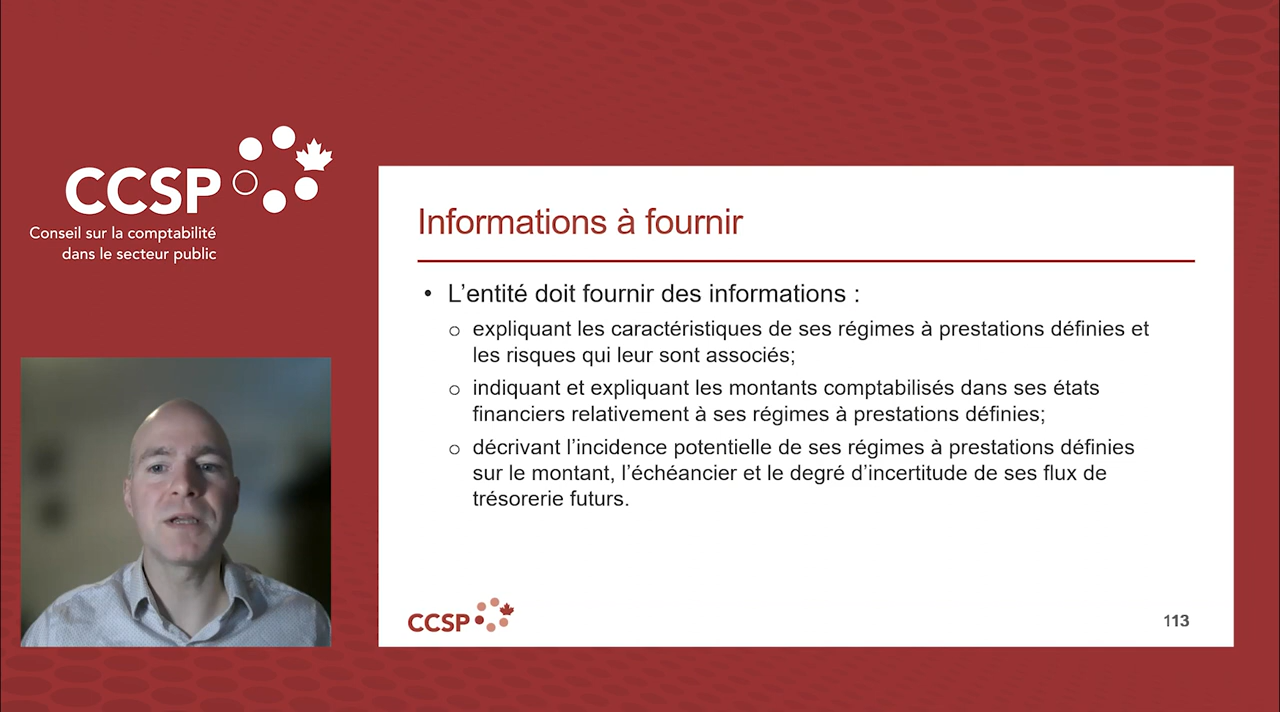 CCSP
Conseil sur la comptabilité
dans le secteur public
Informations à fournir
• L’entité doit fournir des informations :
o expliquant les caractéristiques de ses régimes à prestations définies et
les risques qui leur sont associés;
o indiquant et expliquant les montants comptabilisés dans ses états
financiers relativement à ses régimes à prestations définies;
o décrivant l’incidence potentielle de ses régimes à prestations définies
sur le montant, l’échéancier et le degré d’incertitude de ses flux de
trésorerie futurs.
CCSP
113